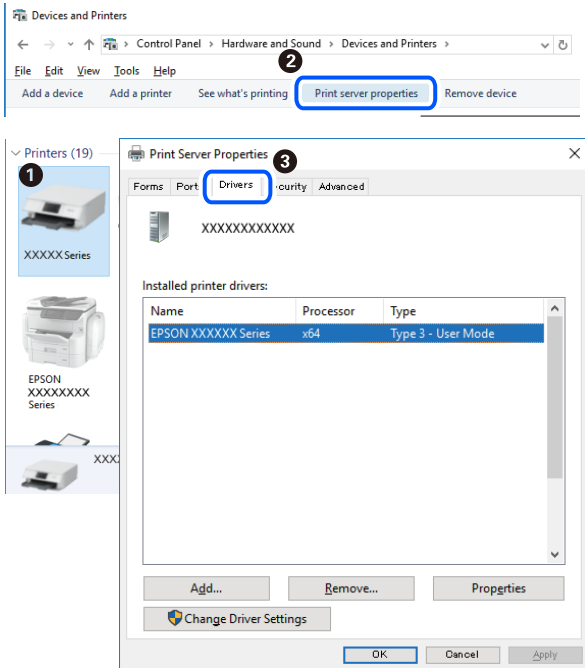 Devices and Printers
Control Panel > Hardware and Sound > Devices and Printers >
2
File Edit View Tools Help
Add a device Add a printer See what's printing Print server properties Remove device
Printers (19)
1
XXXXX Series
EPSON
XXXXXXXX
Series
XXX
Print Server Properties
3
Forms Port Drivers curity Advanced
XXXXXXXXXXXX
Installed printer drivers:
Name Processor Type
EPSON XXXXXX Series x64 Type 3 - User Mode
Add... Remove... Properties
Change Driver Settings
OK Cancel Apply